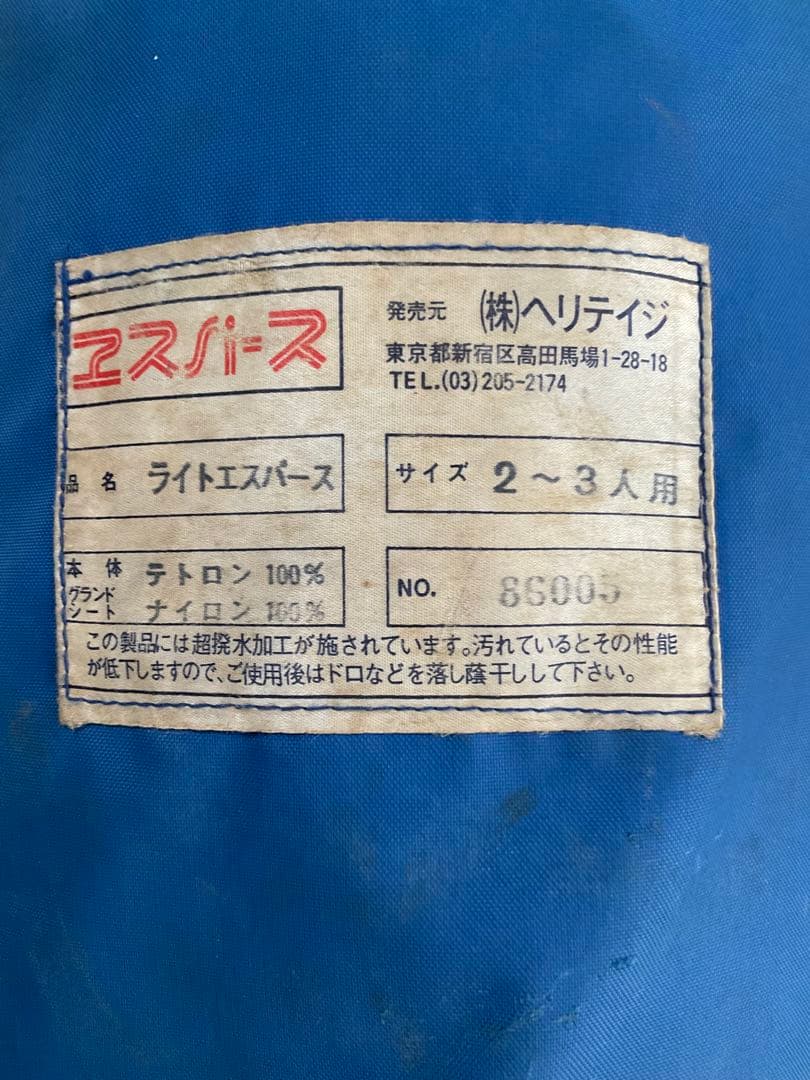 エスパース
発売元 (株)ヘリテイジ
東京都新宿区高田馬場1-28-18
TEL.(03)205-2174
品名 ライトエスパース
サイズ 2～3人用
本体 テトロン 100%
グランドシート ナイロン 100%
NO. 86005
この製品には超撥水加工が施されています。汚れているとその性能
が低下しますので、ご使用後はドロなどを落し蔭干しして下さい。